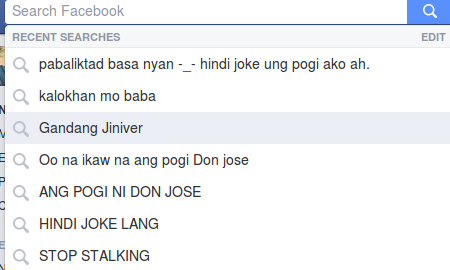 Search Facebook
RECENT SEARCHES EDIT
pabaliktad basa nyan -_- hindi joke ung pogi ako ah.
kalokhan mo baba
Gandang Jiniver
Oo na ikaw na ang pogi Don jose
ANG POGI NI DON JOSE
HINDI JOKE LANG
STOP STALKING